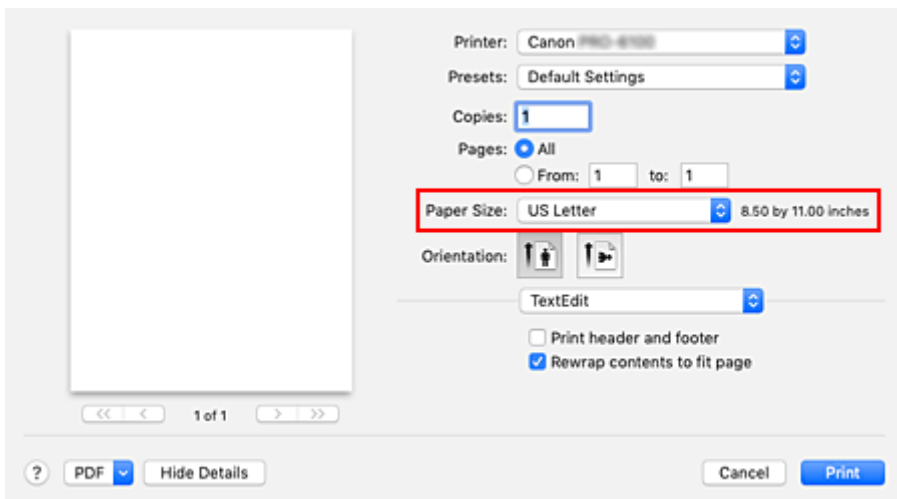 Printer: Canon
Presets: Default Settings
Copies: 1
Pages: All
From: 1 to: 1
Paper Size: US Letter 8.50 by 11.00 inches
Orientation:
TextEdit
Print header and footer
Rewrap contents to fit page
<< < 1 of 1 > >>
? PDF Hide Details Cancel Print